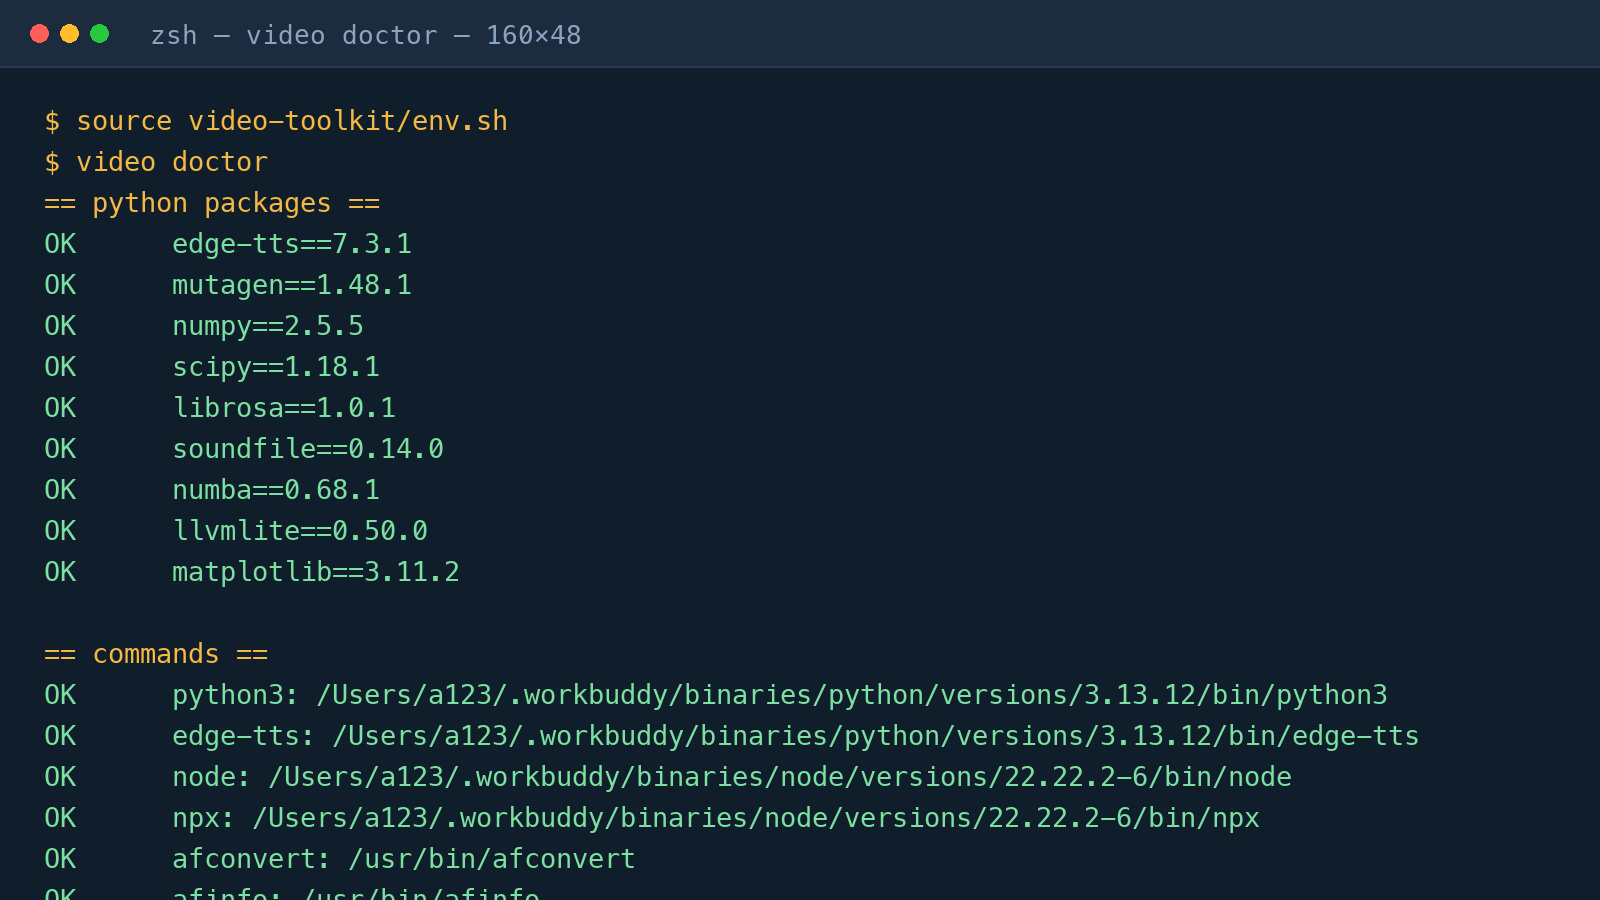 zsh — video doctor — 160×48
$ source video-toolkit/env.sh
$ video doctor
== python packages ==
OK      edge-tts==7.3.1
OK      mutagen==1.48.1
OK      numpy==2.5.5
OK      scipy==1.18.1
OK      librosa==1.0.1
OK      soundfile==0.14.0
OK      numba==0.68.1
OK      llvmlite==0.50.0
OK      matplotlib==3.11.2
== commands ==
OK      python3: /Users/a123/.workbuddy/binaries/python/versions/3.13.12/bin/python3
OK      edge-tts: /Users/a123/.workbuddy/binaries/python/versions/3.13.12/bin/edge-tts
OK      node: /Users/a123/.workbuddy/binaries/node/versions/22.22.2-6/bin/node
OK      npx: /Users/a123/.workbuddy/binaries/node/versions/22.22.2-6/bin/npx
OK      afconvert: /usr/bin/afconvert
OK      afinfo: /usr/bin/afinfo